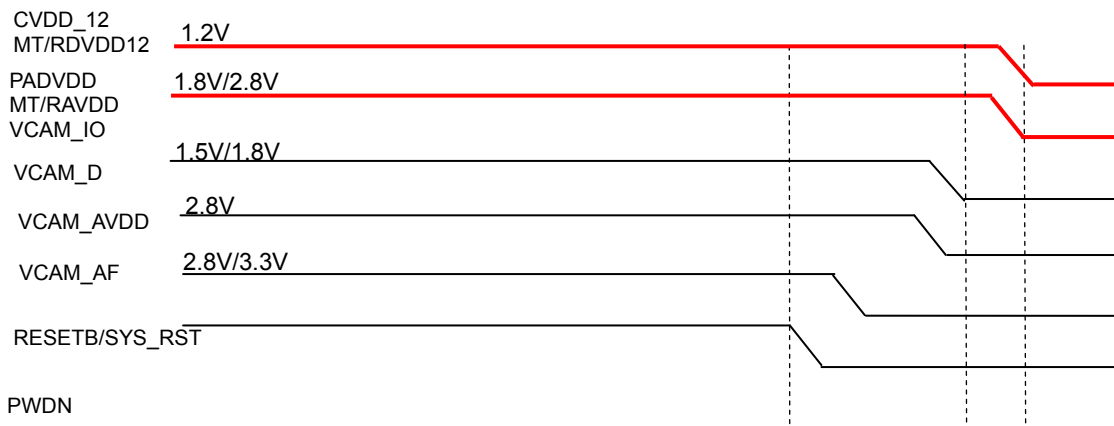 CVDD_12
MT/RDVDD12
1.2V
PADVDD
MT/RAVDD
VCAM_IO
1.8V/2.8V
VCAM_D
1.5V/1.8V
VCAM_AVDD
2.8V
VCAM_AF
2.8V/3.3V
RESETB/SYS_RST
PWDN